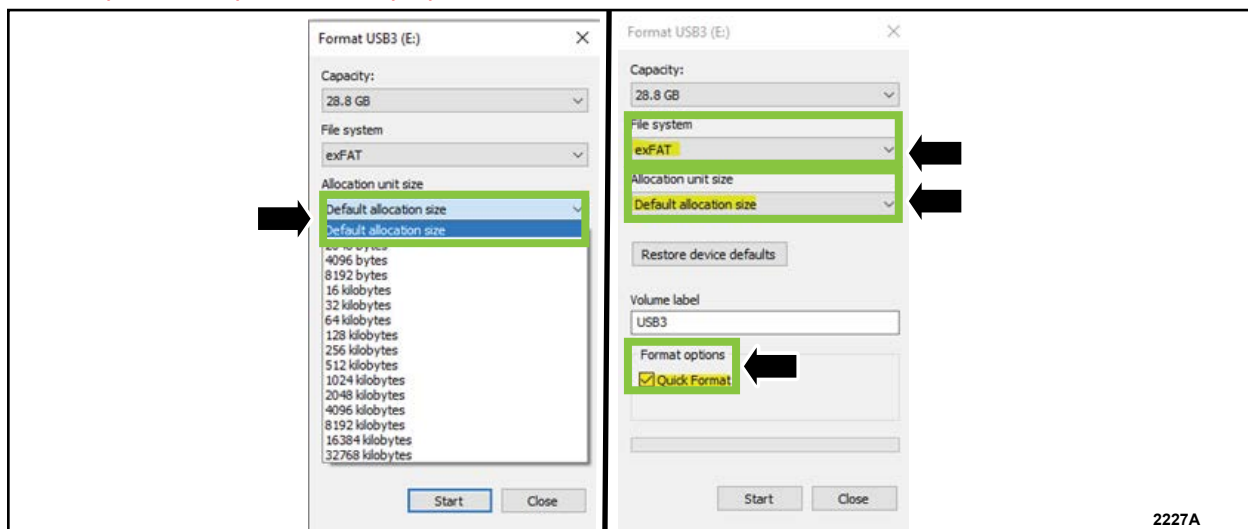 Format USB3 (E:)
Capacity:
28.8 GB
File system
exFAT
Allocation unit size
Default allocation size
Default allocation size
4096 bytes
8192 bytes
16 kilobytes
32 kilobytes
64 kilobytes
128 kilobytes
256 kilobytes
512 kilobytes
1024 kilobytes
2048 kilobytes
4096 kilobytes
8192 kilobytes
16384 kilobytes
32768 kilobytes
Start Close
Format USB3 (E:)
Capacity:
28.8 GB
File system
exFAT
Allocation unit size
Default allocation size
Restore device defaults
Volume label
USB3
Format options
Quick Format
Start Close
2227A